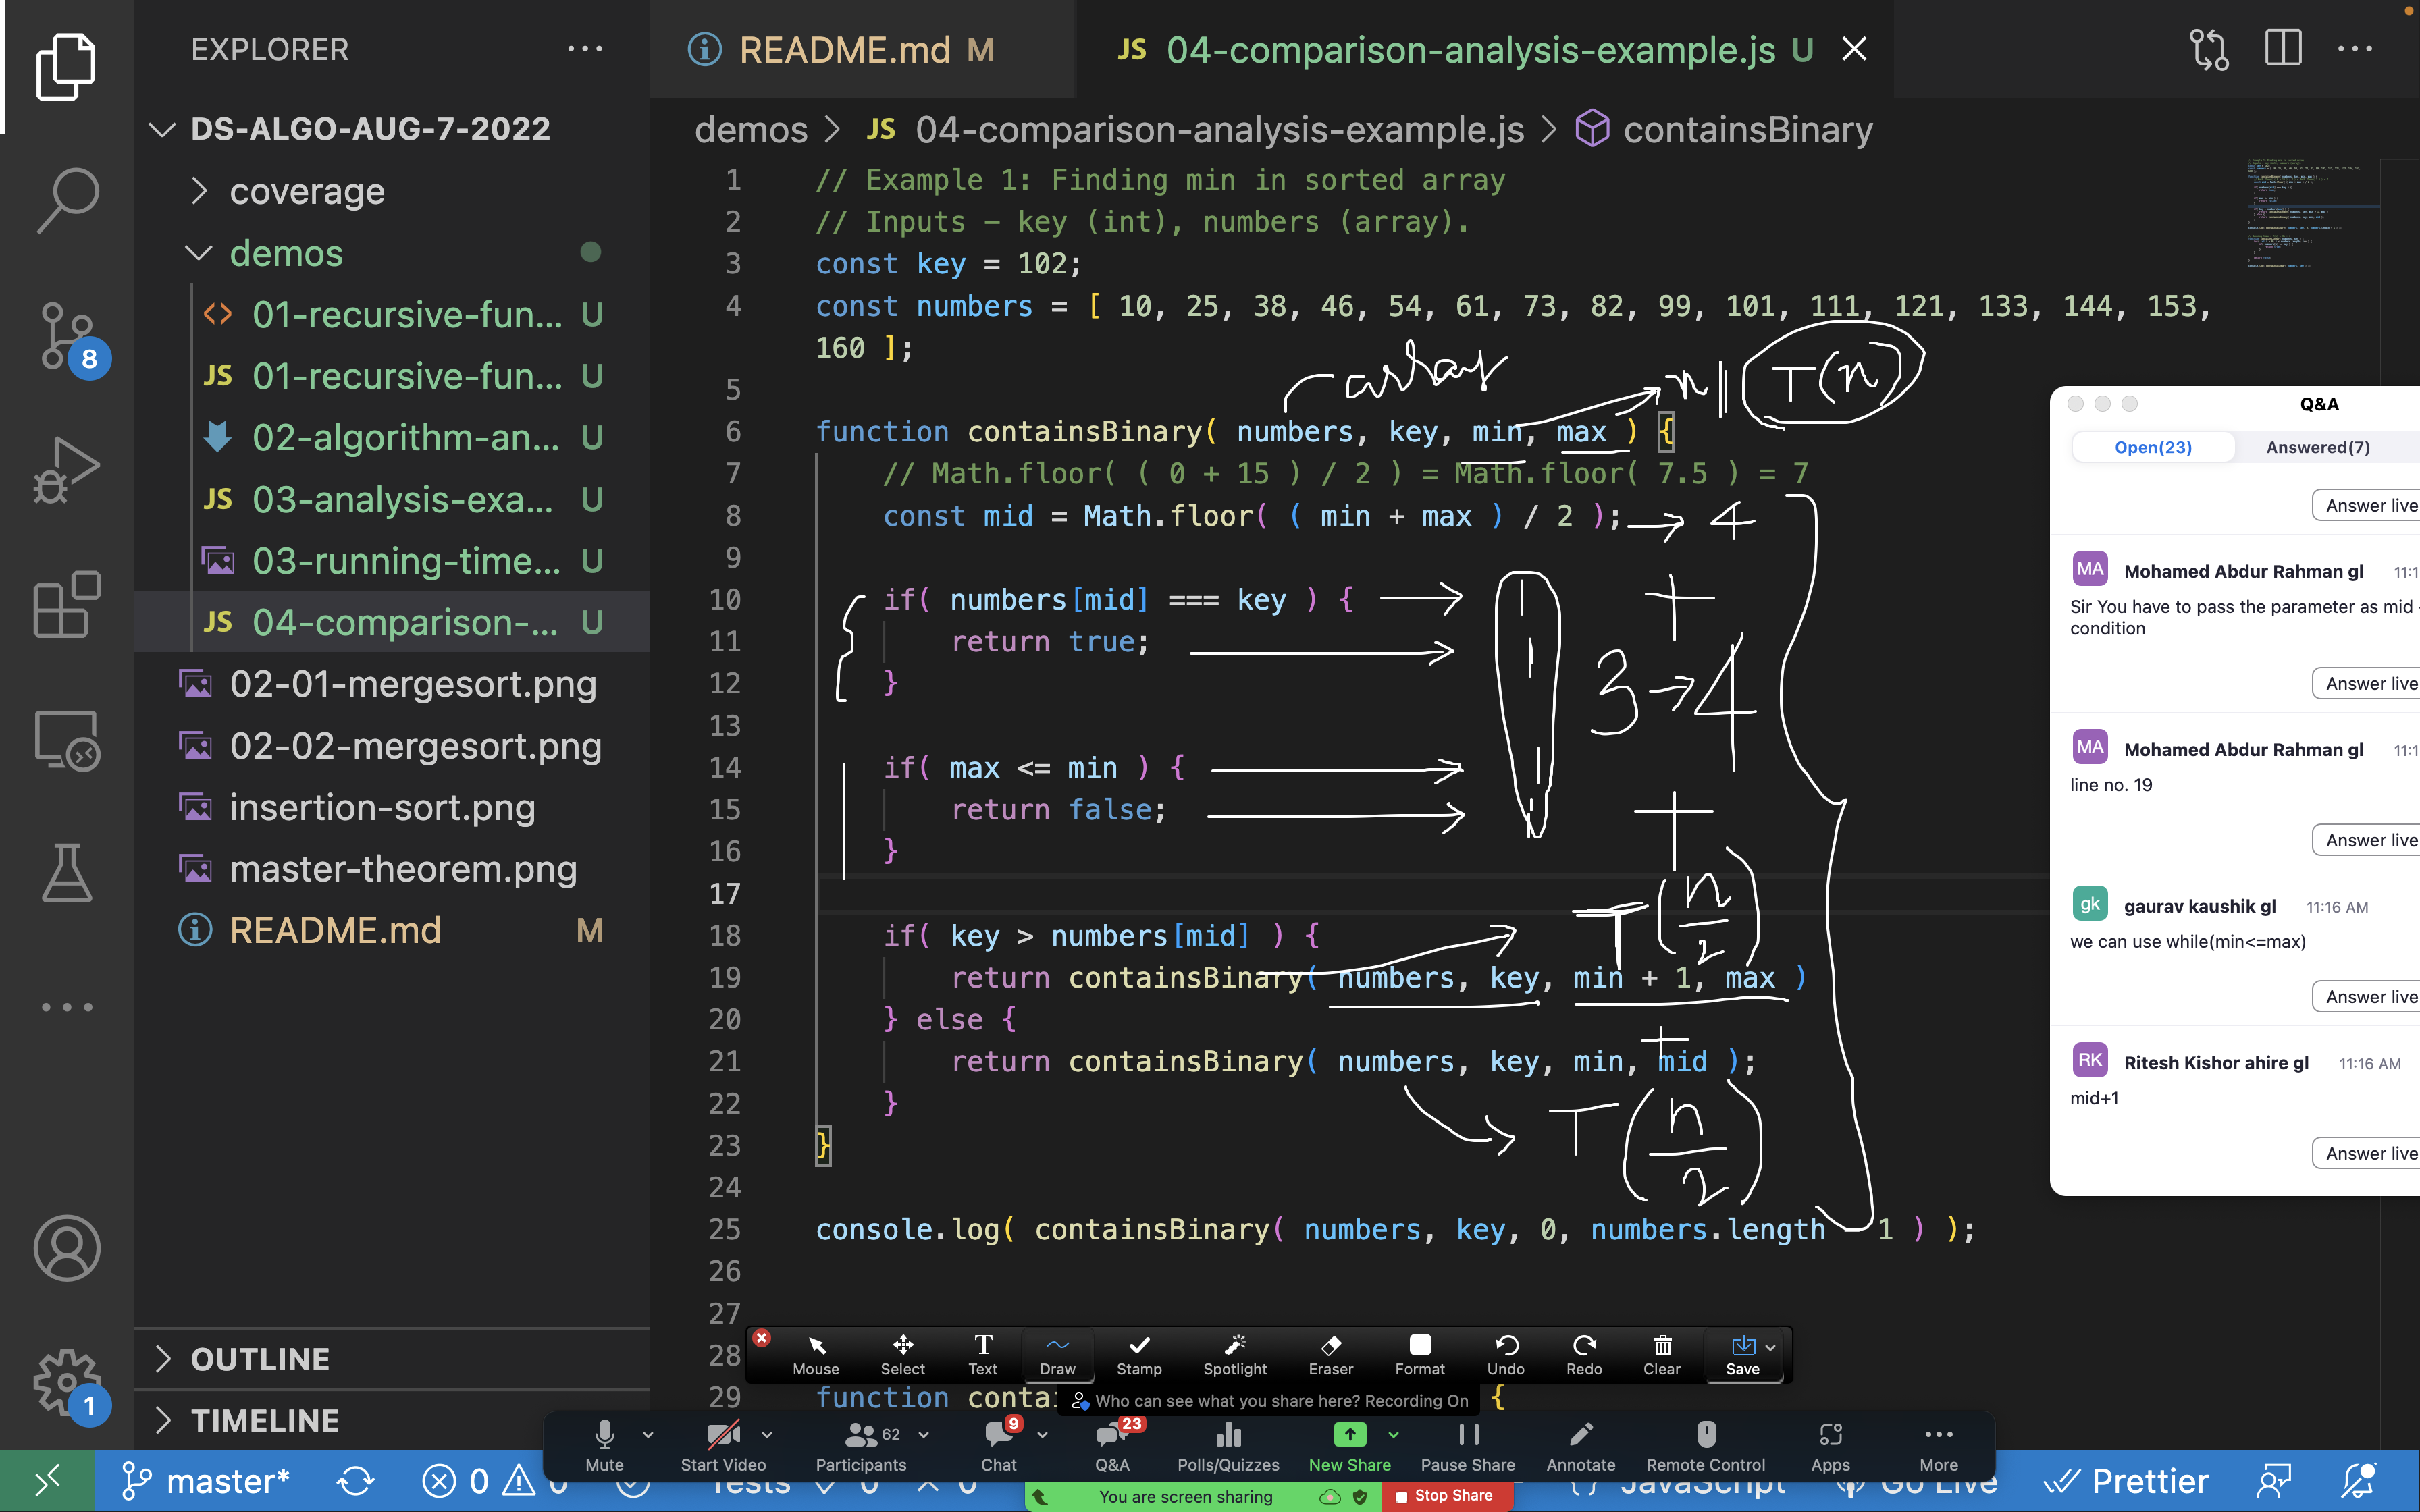 EXPLORER
README.md M
JS 04-comparison-analysis-example.js U
DS-ALGO-AUG-7-2022
demos > JS 04-comparison-analysis-example.js > containsBinary
coverage
demos
01-recursive-fun... U
JS 01-recursive-fun... U
02-algorithm-an... U
JS 03-analysis-exa... U
03-running-time... U
JS 04-comparison-... U
02-01-mergesort.png
02-02-mergesort.png
insertion-sort.png
master-theorem.png
README.md M
OUTLINE
TIMELINE
8
1
1 // Example 1: Finding min in sorted array
2 // Inputs – key (int), numbers (array).
3 const key = 102;
4 const numbers = [ 10, 25, 38, 46, 54, 61, 73, 82, 99, 101, 111, 121, 133, 144, 153,
160 ];
5
array n T(n)
6 function containsBinary( numbers, key, min, max ) {
7 // Math.floor( ( 0 + 15 ) / 2 ) = Math.floor( 7.5 ) = 7
8 const mid = Math.floor( ( min + max ) / 2 ); → 4
9
10 if( numbers[mid] === key ) { → 1 +
11 return true; → 1
12 } 3 → 4
13
14 if( max <= min ) { → 1
15 return false; → 1 +
16 }
17 T(n/2)
18 if( key > numbers[mid] ) {
19 return containsBinary( numbers, key, min + 1, max )
20 } else { +
21 return containsBinary( numbers, key, min, mid );
22 } → T(n/2)
23 }
24
25 console.log( containsBinary( numbers, key, 0, numbers.length 1 ) );
26
27
28
29 function contai {
Q&A
Open(23) Answered(7)
Answer live
MA Mohamed Abdur Rahman gl 11:1
Sir You have to pass the parameter as mid
condition
Answer live
MA Mohamed Abdur Rahman gl 11:1
line no. 19
Answer live
gk gaurav kaushik gl 11:16 AM
we can use while(min<=max)
Answer live
RK Ritesh Kishor ahire gl 11:16 AM
mid+1
Answer live
Mouse Select Text Draw Stamp Spotlight Eraser Format Undo Redo Clear Save
Who can see what you share here? Recording On
9 23
62
Mute Start Video Participants Chat Q&A Polls/Quizzes New Share Pause Share Annotate Remote Control Apps More
master* 0 0 Tests 0 0 {} JavaScript Go Live Prettier
You are screen sharing Stop Share